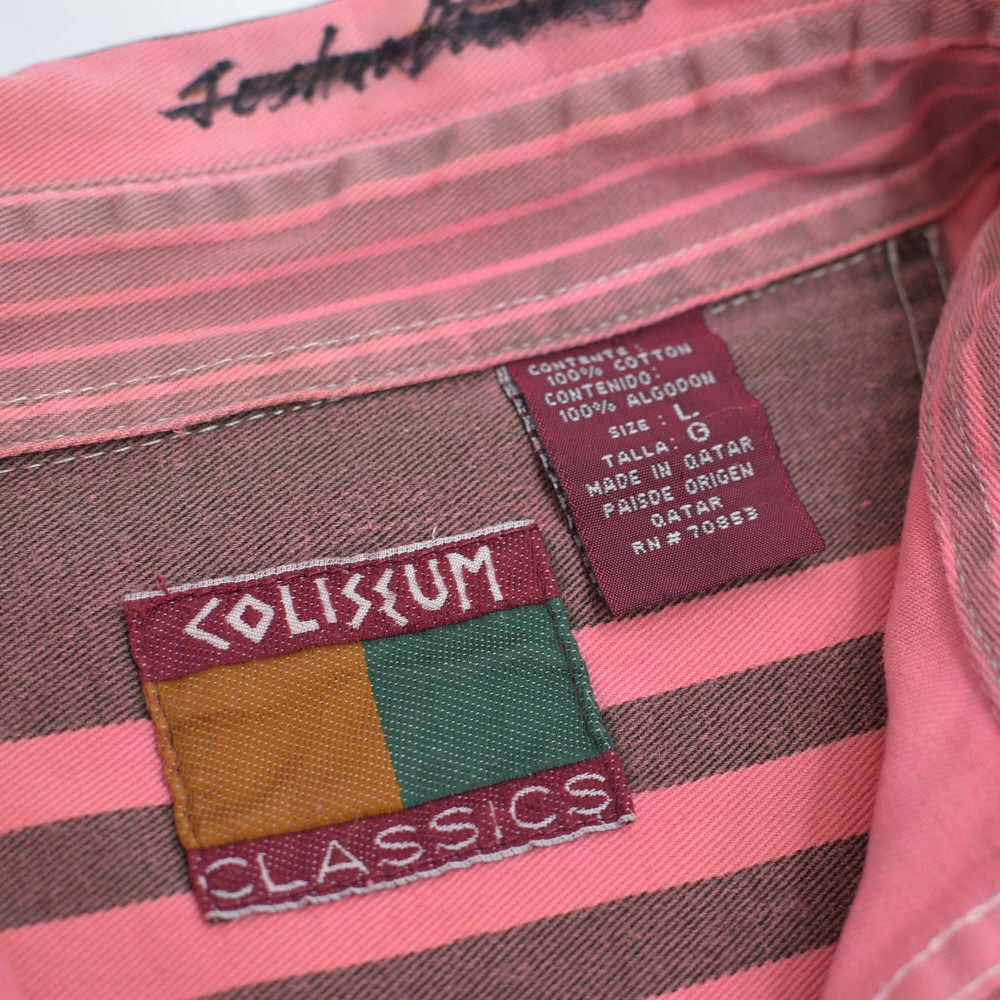 CONTENTS:
100% COTTON
CONTENIDO:
100% ALGODON
SIZE : L
TALLA: G
MADE IN QATAR
PAISDE ORIGEN
QATAR
RN # 70853
COLISEUM
CLASSICS